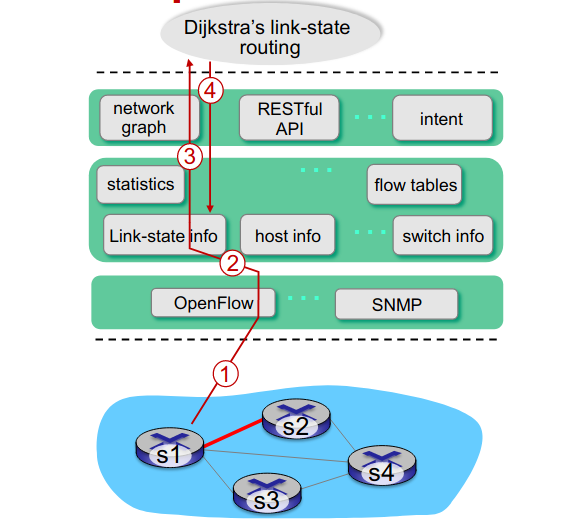 Dijkstra's link-state
routing
4
network
graph
RESTful
API
intent
3
statistics
flow tables
Link-state info
host info
switch info
2
OpenFlow
SNMP
1
s2
s1
s4
s3